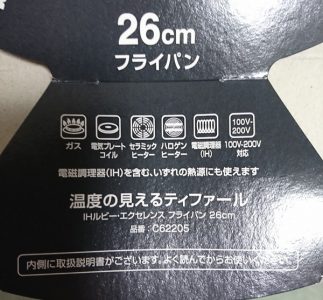 26cm
フライパン
ガス
電気プレート
コイル
セラミック
ヒーター
ハロゲン
ヒーター
電磁調理器
(IH)
100V-
200V
100V-200V
対応
電磁調理器(IH)を含む、いずれの熱源にも使えます
温度の見えるティファール
IHルビー・エクセレンス フライパン 26cm
品番:C62205
内側に取扱説明書がございます。よく読んでからお使いくだ